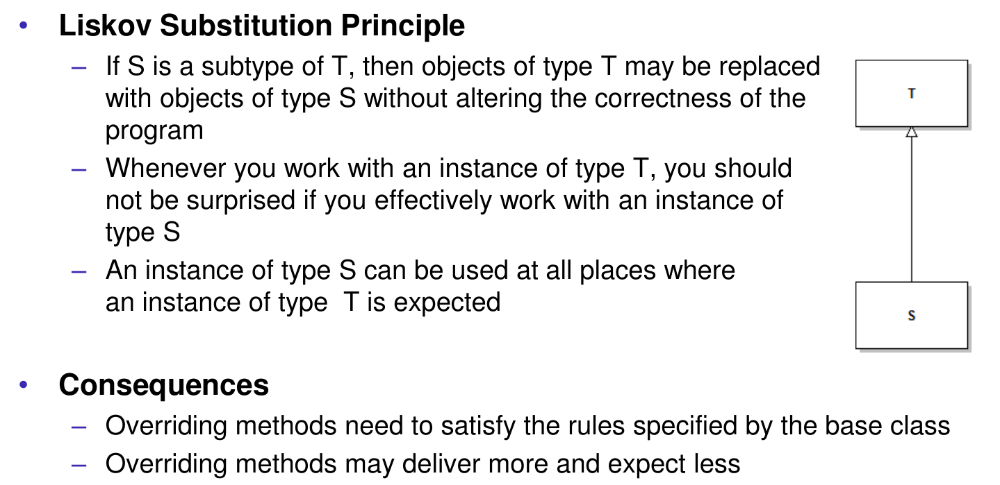 • Liskov Substitution Principle
– If S is a subtype of T, then objects of type T may be replaced
with objects of type S without altering the correctness of the
program
– Whenever you work with an instance of type T, you should
not be surprised if you effectively work with an instance of
type S
– An instance of type S can be used at all places where
an instance of type  T is expected
T
S
• Consequences
– Overriding methods need to satisfy the rules specified by the base class
– Overriding methods may deliver more and expect less